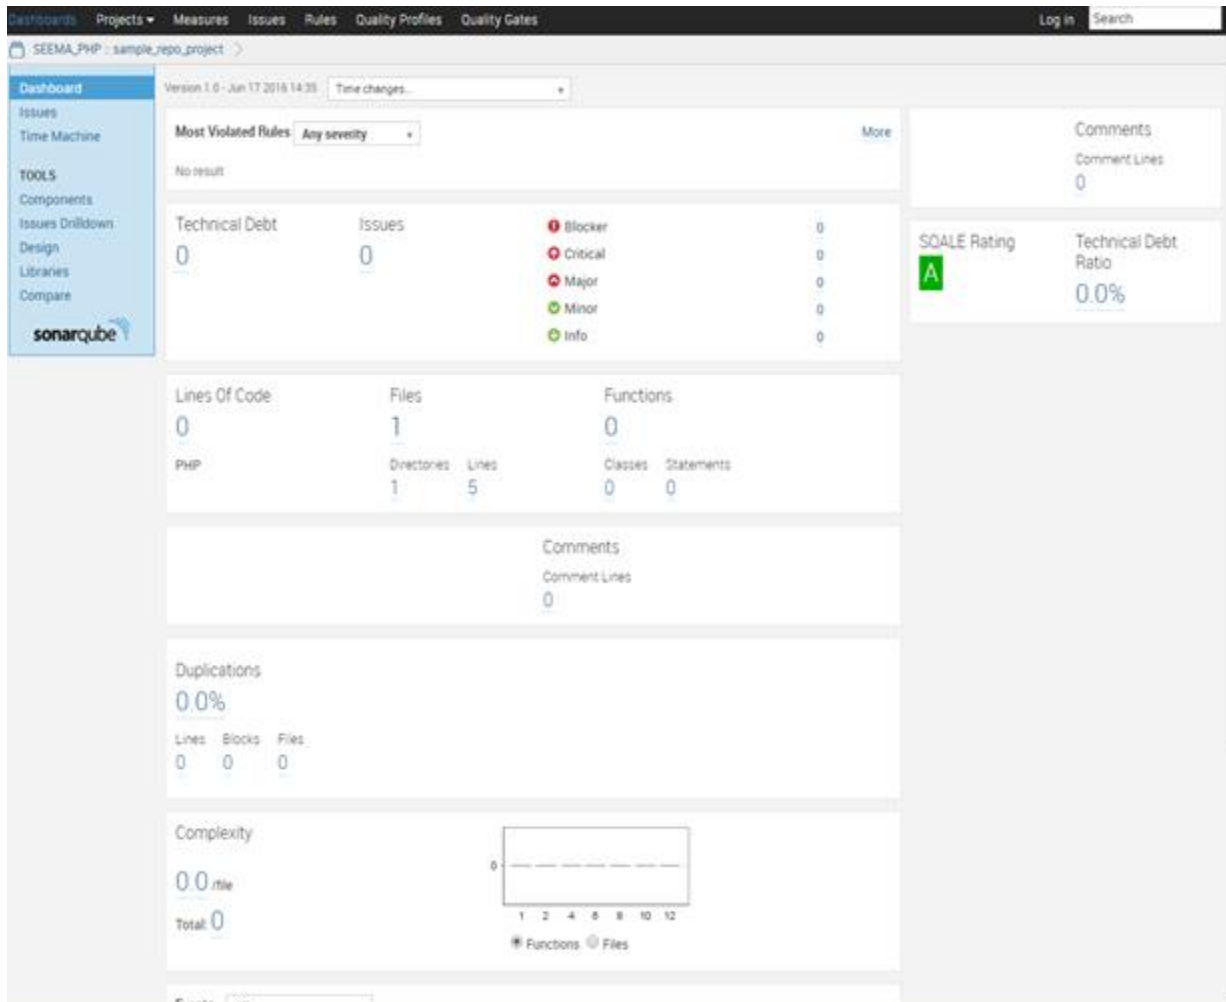 Dashboards Projects Measures Issues Rules Quality Profiles Quality Gates Log in Search
SEEMA_PHP : sample_repo_project
Dashboard
Issues
Time Machine
TOOLS
Components
Issues Drilldown
Design
Libraries
Compare
sonarqube
Version 1.0 - Jun 17 2016 14:35 Time changes...
Most Violated Rules Any severity More
No result
Technical Debt
0
Issues
0
Blocker 0
Critical 0
Major 0
Minor 0
Info 0
Lines Of Code
0
PHP
Files
1
Directories Lines
1 5
Functions
0
Classes Statements
0 0
Comments
Comment Lines
0
Duplications
0.0%
Lines Blocks Files
0 0 0
Complexity
0.0 /file
Total: 0
0
1 2 4 6 8 10 12
Functions Files
Comments
Comment Lines
0
SQALE Rating
A
Technical Debt
Ratio
0.0%